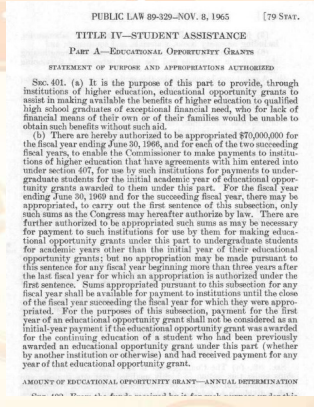 PUBLIC LAW 89-329–NOV. 8, 1965 [79 STAT.
TITLE IV—STUDENT ASSISTANCE
PART A—EDUCATIONAL OPPORTUNITY GRANTS
STATEMENT OF PURPOSE AND APPROPRIATIONS AUTHORIZED
SEC. 401. (a) It is the purpose of this part to provide, through
institutions of higher education, educational opportunity grants to
assist in making available the benefits of higher education to qualified
high school graduates of exceptional financial need, who for lack of
financial means of their own or of their families would be unable to
obtain such benefits without such aid.
(b) There are hereby authorized to be appropriated $70,000,000 for
the fiscal year ending June 30, 1966, and for each of the two succeeding
fiscal years, to enable the Commissioner to make payments to institu-
tions of higher education that have agreements with him entered into
under section 407, for use by such institutions for payments to under-
graduate students for the initial academic year of educational oppor-
tunity grants awarded to them under this part. For the fiscal year
ending June 30, 1969 and for the succeeding fiscal year, there may be
appropriated, to carry out the first sentence of this subsection, only
such sums as the Congress may hereafter authorize by law. There are
further authorized to be appropriated such sums as may be necessary
for payment to such institutions for use by them for making educa-
tional opportunity grants under this part to undergraduate students
for academic years other than the initial year of their educational
opportunity grants; but no appropriation may be made pursuant to
this sentence for any fiscal year beginning more than three years after
the last fiscal year for which an appropriation is authorized under the
first sentence. Sums appropriated pursuant to this subsection for any
fiscal year shall be available for payment to institutions until the close
of the fiscal year succeeding the fiscal year for which they were appro-
priated. For the purposes of this subsection, payment for the first
year of an educational opportunity grant shall not be considered as an
initial-year payment if the educational opportunity grant was awarded
for the continuing education of a student who had been previously
awarded an educational opportunity grant under this part (whether
by another institution or otherwise) and had received payment for any
year of that educational opportunity grant.
AMOUNT OF EDUCATIONAL OPPORTUNITY GRANT—ANNUAL DETERMINATION